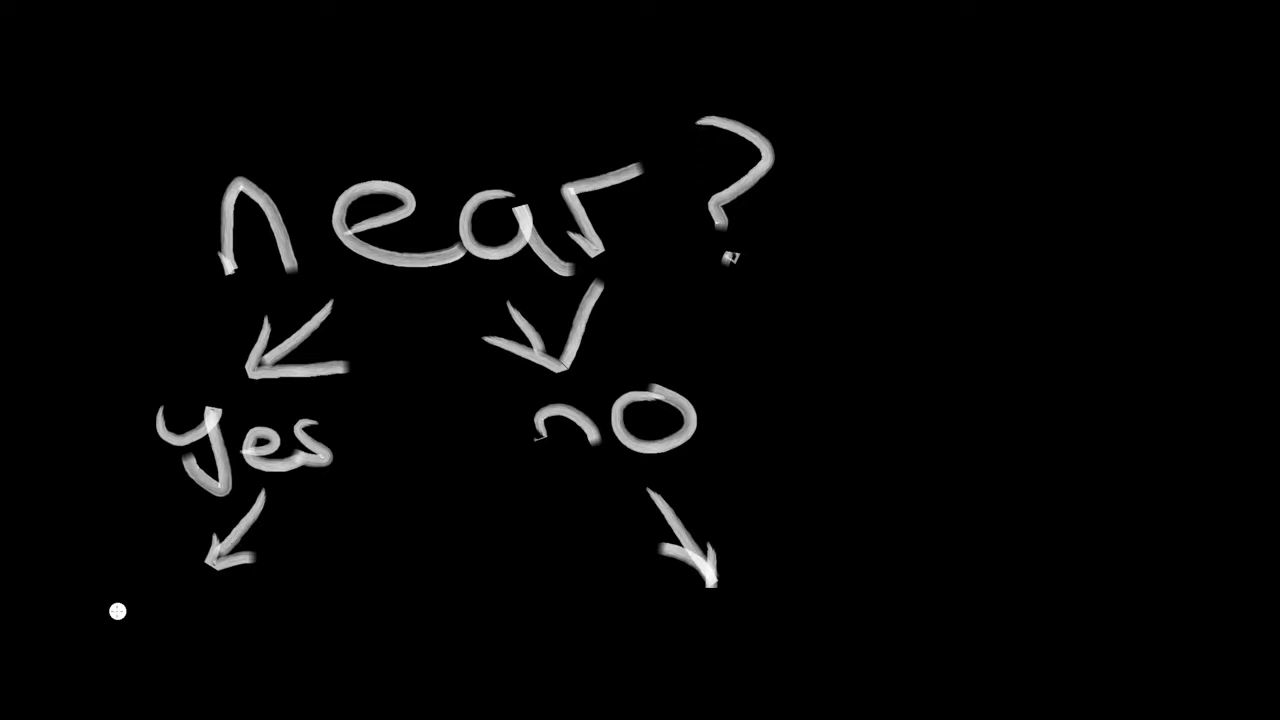 near ?
yes no